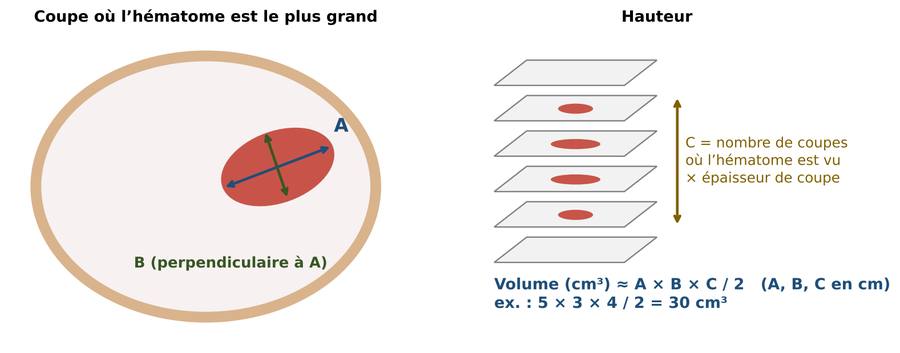 Coupe où l’hématome est le plus grand
A
B (perpendiculaire à A)
Hauteur
C = nombre de coupes
où l’hématome est vu
× épaisseur de coupe
Volume (cm³) ≈ A × B × C / 2   (A, B, C en cm)
ex. : 5 × 3 × 4 / 2 = 30 cm³